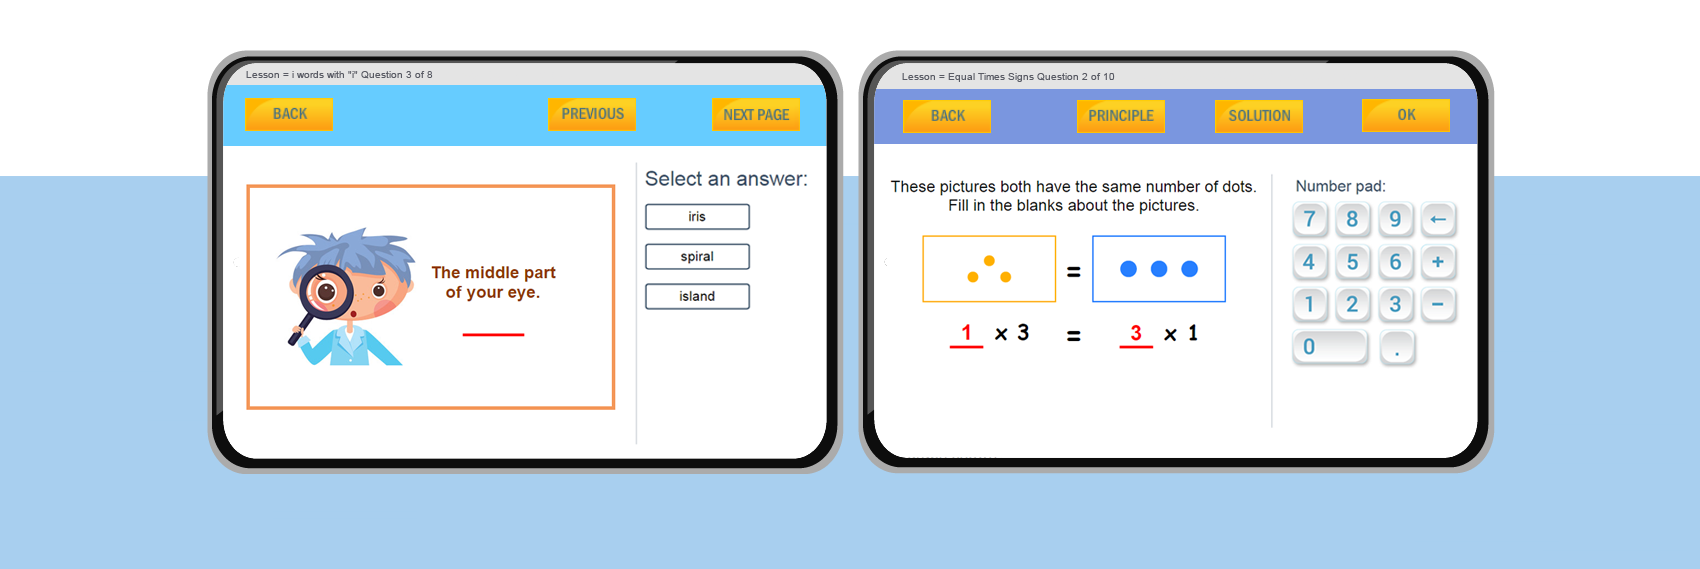 Lesson = i words with "i" Question 3 of 8
BACK
PREVIOUS
NEXT PAGE
The middle part
of your eye.
Select an answer:
iris
spiral
island
Lesson = Equal Times Signs Question 2 of 10
BACK
PRINCIPLE
SOLUTION
OK
These pictures both have the same number of dots.
Fill in the blanks about the pictures.
=
1 × 3 = 3 × 1
Number pad:
7 8 9 ←
4 5 6 +
1 2 3 −
0 .